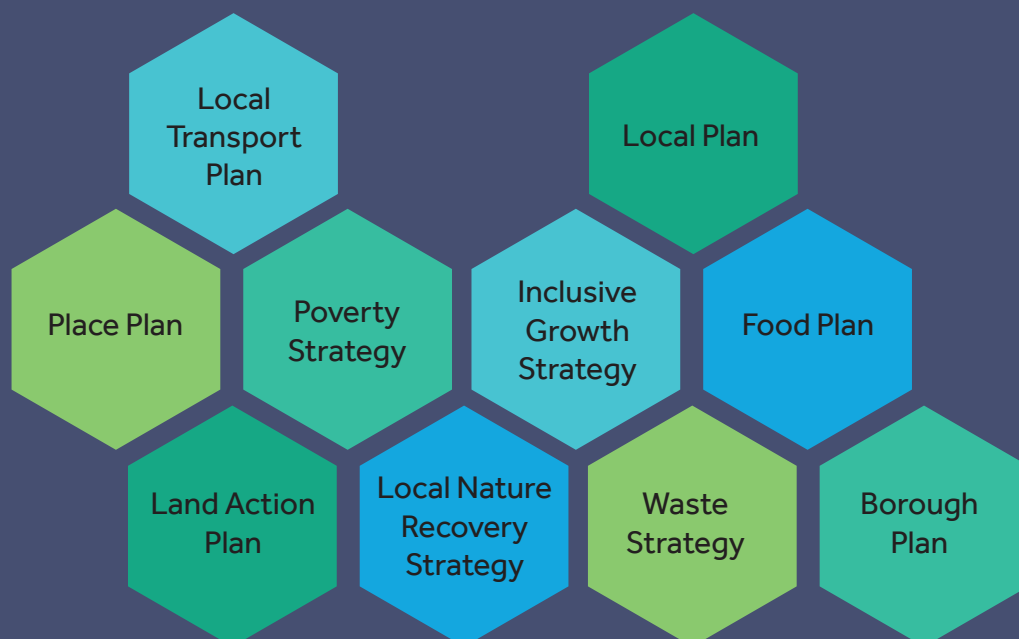 Local
Transport
Plan
Local Plan
Place Plan
Poverty
Strategy
Inclusive
Growth
Strategy
Food Plan
Land Action
Plan
Local Nature
Recovery
Strategy
Waste
Strategy
Borough
Plan